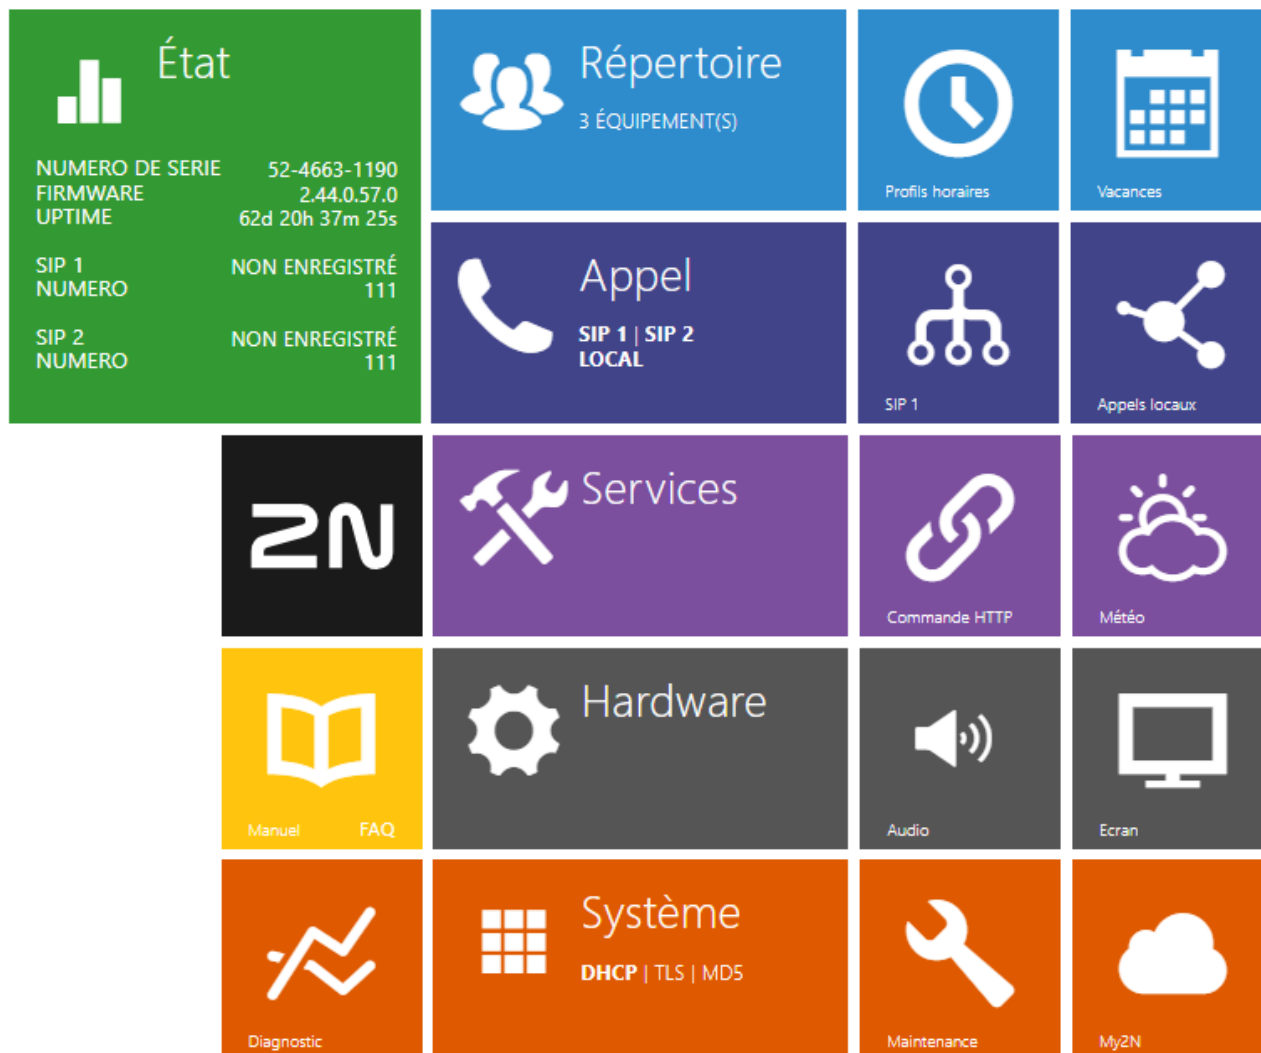 État
NUMERO DE SERIE 52-4663-1190
FIRMWARE 2.44.0.57.0
UPTIME 62d 20h 37m 25s
SIP 1 NON ENREGISTRÉ
NUMERO 111
SIP 2 NON ENREGISTRÉ
NUMERO 111
Répertoire
3 ÉQUIPEMENT(S)
Profils horaires
Vacances
Appel
SIP 1 | SIP 2
LOCAL
SIP 1
Appels locaux
2N
Services
Commande HTTP
Météo
Manuel FAQ
Hardware
Audio
Ecran
Diagnostic
Système
DHCP | TLS | MD5
Maintenance
My2N